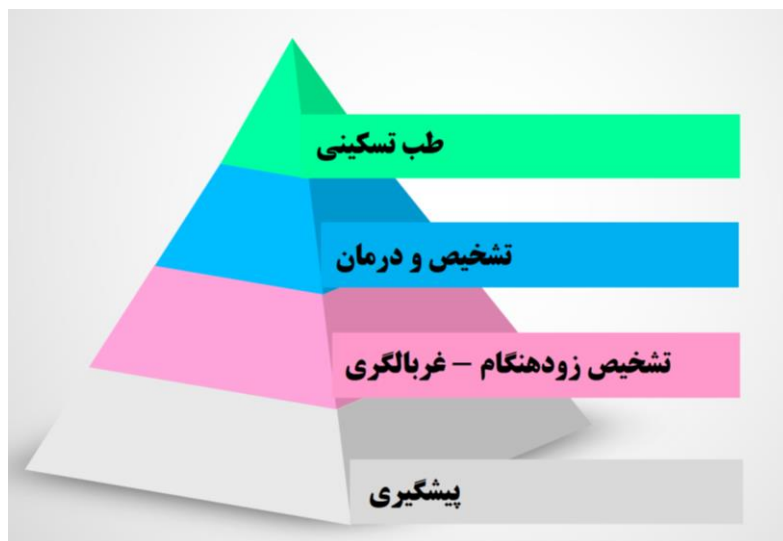 طب تسکینی
تشخیص و درمان
تشخیص زودهنگام – غربالگری
پیشگیری